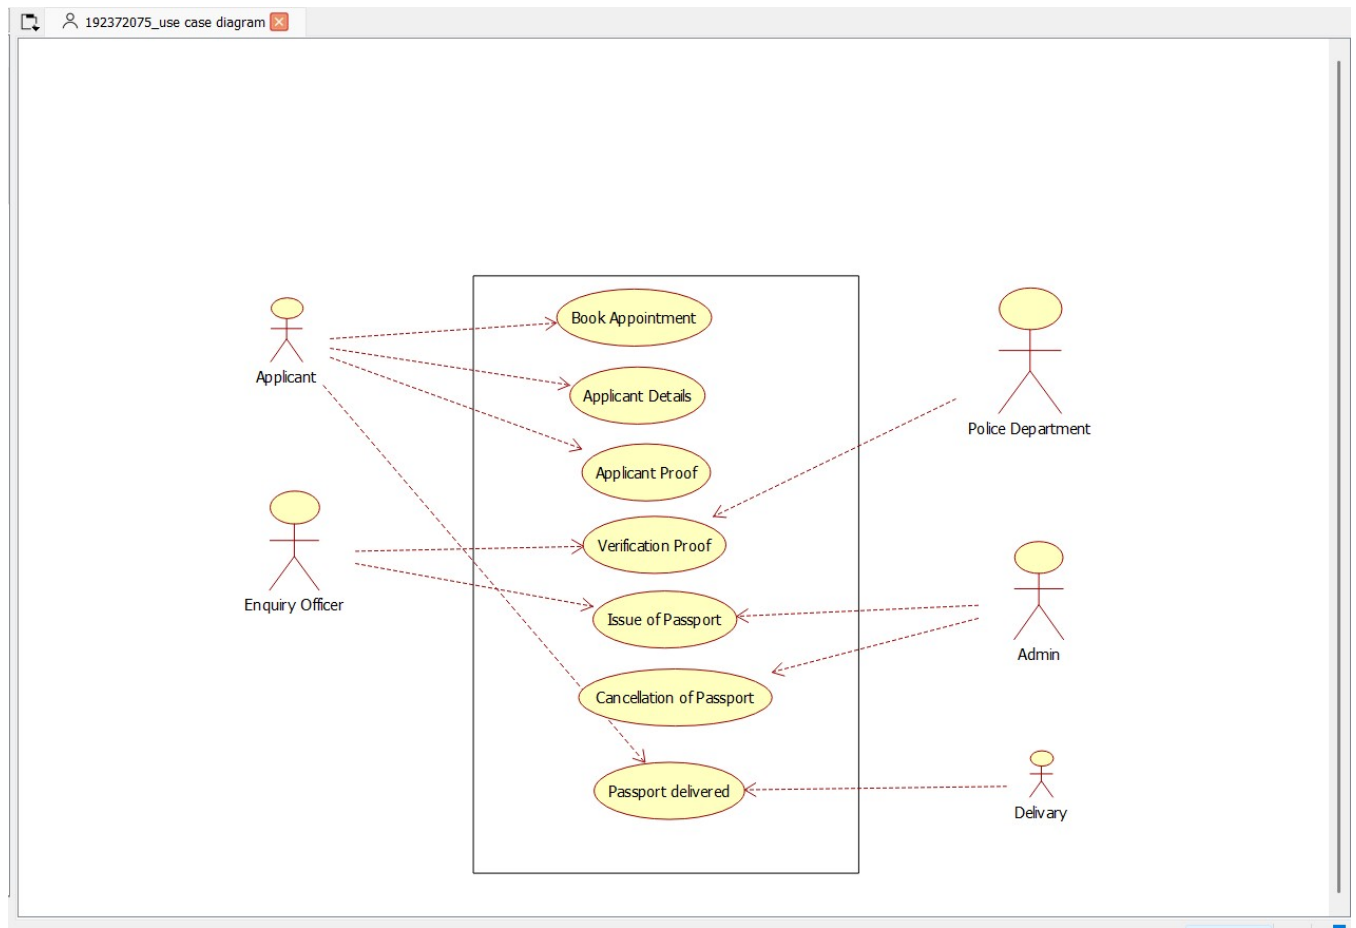 192372075_use case diagram
Book Appointment
Applicant
Applicant Details
Police Department
Applicant Proof
Verification Proof
Enquiry Officer
Issue of Passport
Admin
Cancellation of Passport
Passport delivered
Delivary